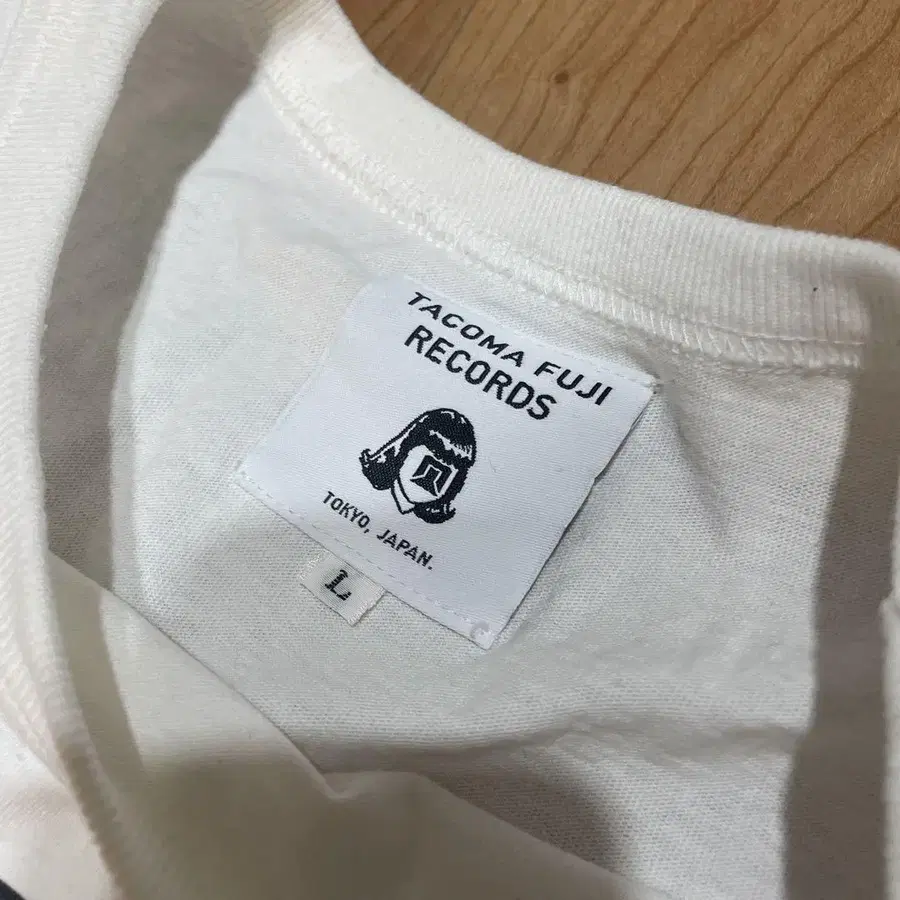 TACOMA FUJI
RECORDS
TOKYO, JAPAN.
L